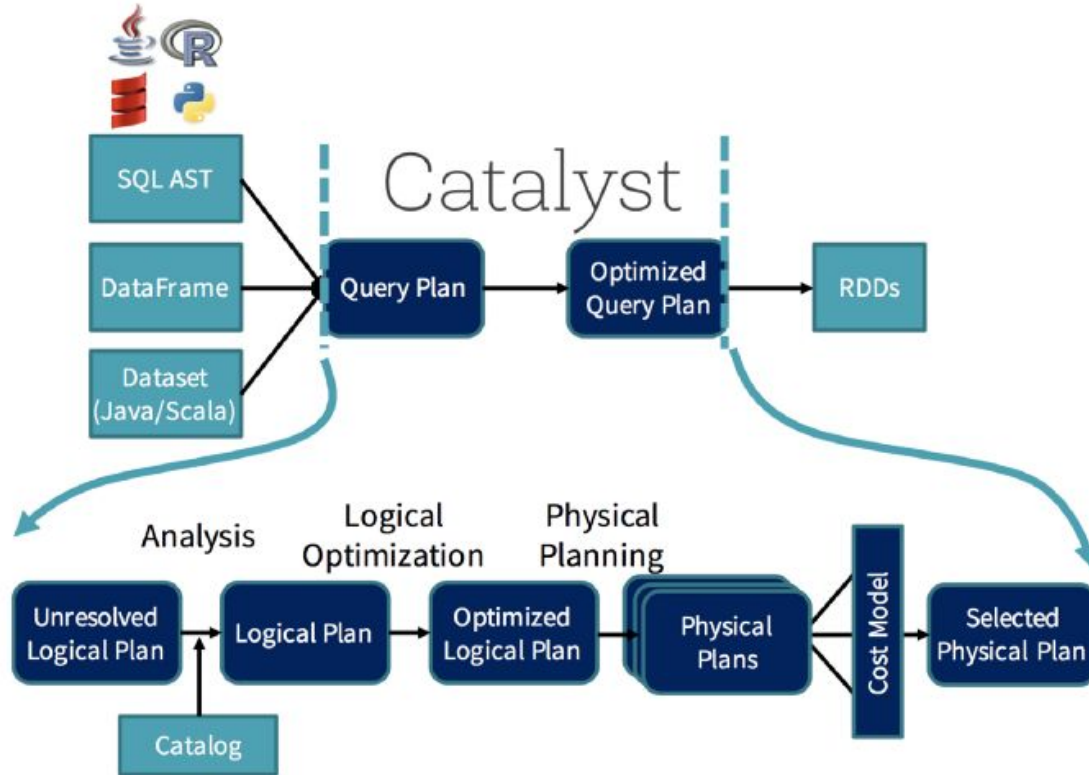 R
SQL AST
Catalyst
DataFrame
Query Plan
Optimized
Query Plan
RDDs
Dataset
(Java/Scala)
Analysis
Logical
Optimization
Physical
Planning
Unresolved
Logical Plan
Logical Plan
Optimized
Logical Plan
Physical
Plans
Cost Model
Selected
Physical Plan
Catalog